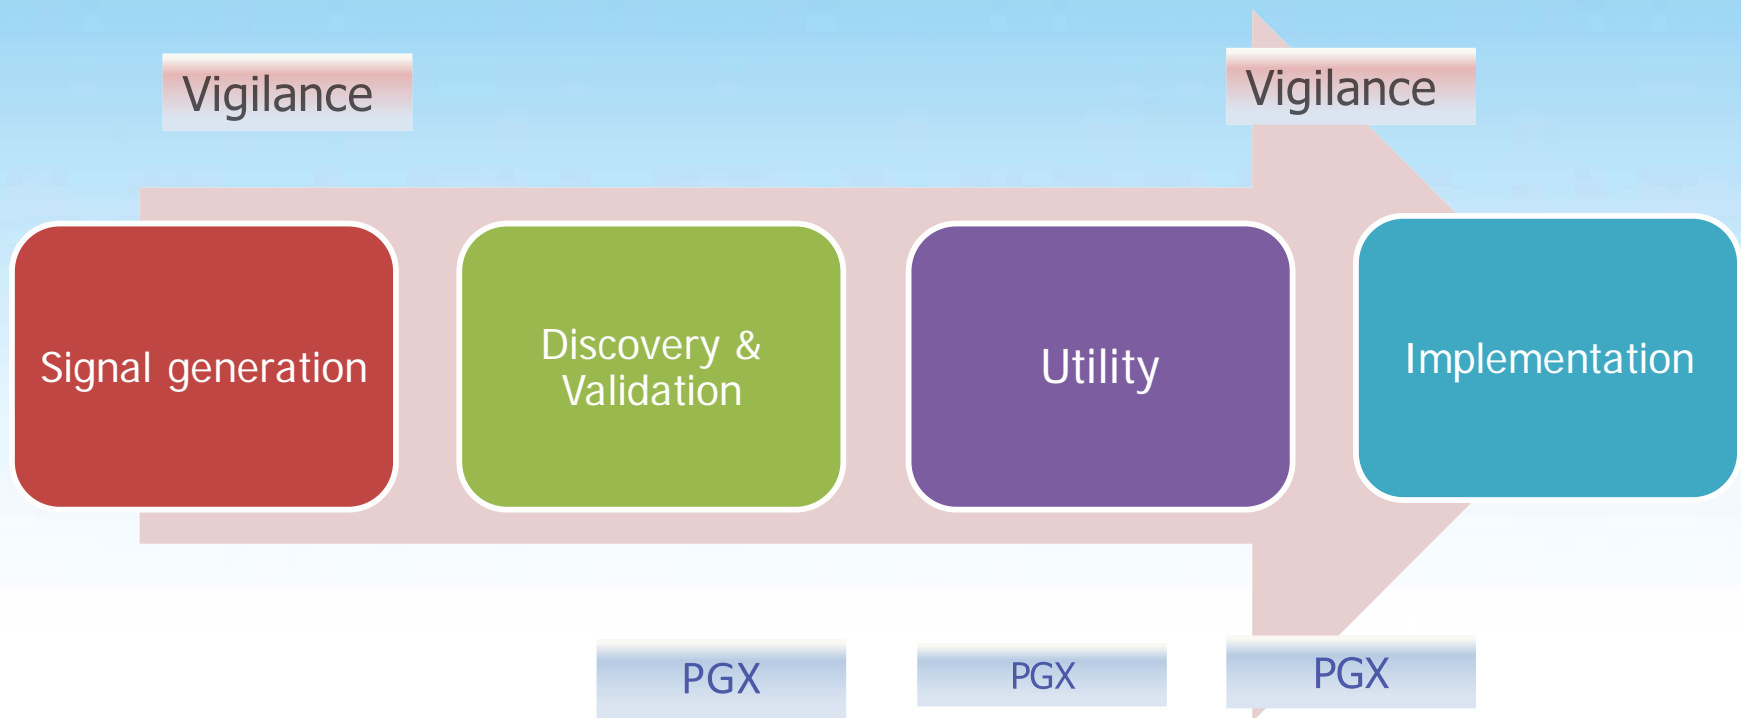 Vigilance
Vigilance
Signal generation
Discovery &
Validation
Utility
Implementation
PGX
PGX
PGX